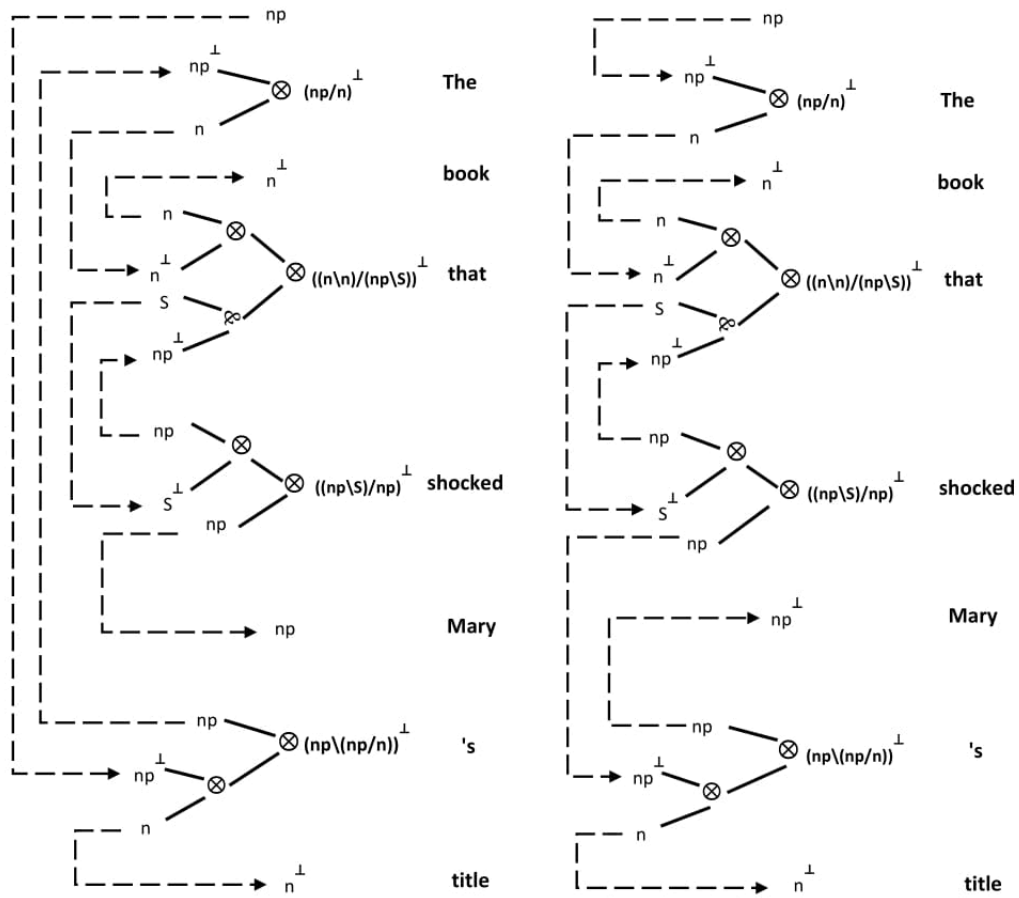 np np
np⊥ ⊗ (np/n)⊥ The np⊥ ⊗ (np/n)⊥ The
n n
n⊥ book n⊥ book
n ⊗ n ⊗
n⊥ ⊗ ((n\n)/(np\S))⊥ that n⊥ ⊗ ((n\n)/(np\S))⊥ that
S ⅋ S ⅋
np⊥ np⊥
np ⊗ np ⊗
S⊥ ⊗ ((np\S)/np)⊥ shocked S⊥ ⊗ ((np\S)/np)⊥ shocked
np np
np Mary np⊥ Mary
np ⊗ (np\(np/n))⊥ 's np ⊗ (np\(np/n))⊥ 's
np⊥ ⊗ np⊥ ⊗
n n
n⊥ title n⊥ title